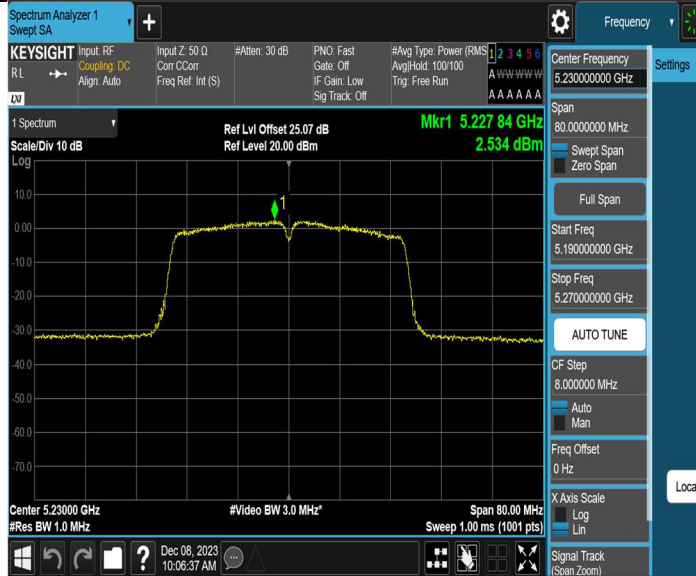 Spectrum Analyzer 1
Swept SA
+
Frequency
KEYSIGHT
RL
LXI
Input: RF
Coupling: DC
Align: Auto
Input Z: 50 Ω
Corr CCorr
Freq Ref: Int (S)
#Atten: 30 dB
PNO: Fast
Gate: Off
IF Gain: Low
Sig Track: Off
#Avg Type: Power (RMS
Avg|Hold: 100/100
Trig: Free Run
1 2 3 4 5 6
A W W W W W
A A A A A A
1 Spectrum
Scale/Div 10 dB
Log
Ref Lvl Offset 25.07 dB
Ref Level 20.00 dBm
Mkr1 5.227 84 GHz
2.534 dBm
10.0
0.00
-10.0
-20.0
-30.0
-40.0
-50.0
-60.0
-70.0
1
Center 5.23000 GHz
#Res BW 1.0 MHz
#Video BW 3.0 MHz*
Span 80.00 MHz
Sweep 1.00 ms (1001 pts)
?
Dec 08, 2023
10:06:37 AM
Center Frequency
5.230000000 GHz
Span
80.0000000 MHz
Swept Span
Zero Span
Full Span
Start Freq
5.190000000 GHz
Stop Freq
5.270000000 GHz
AUTO TUNE
CF Step
8.000000 MHz
Auto
Man
Freq Offset
0 Hz
X Axis Scale
Log
Lin
Signal Track
(Span Zoom)
Settings
Loca